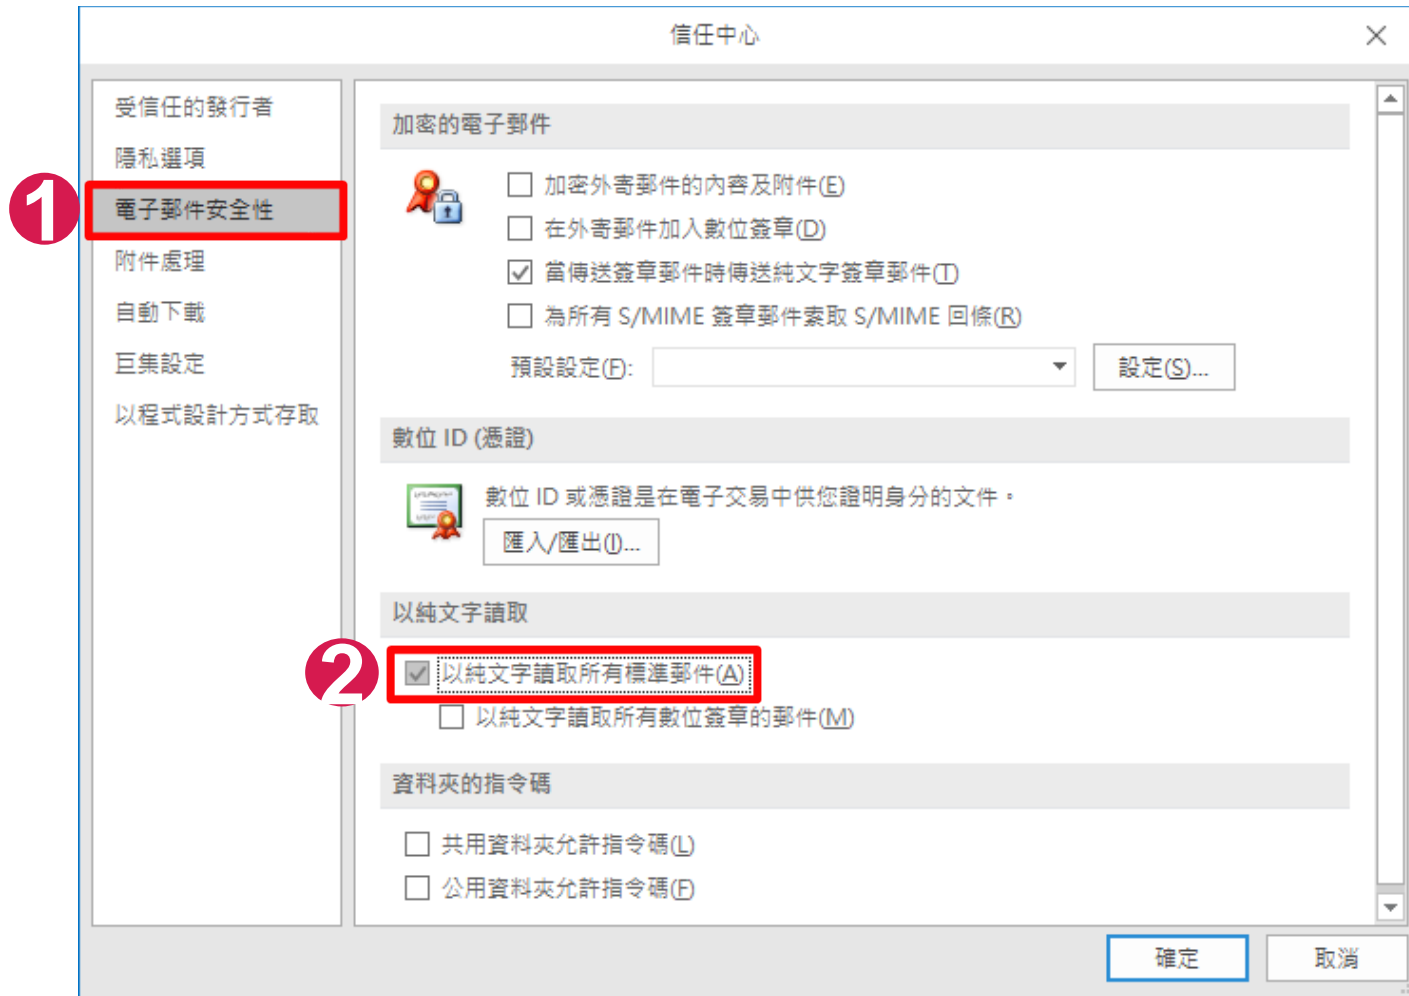 信任中心
受信任的發行者
隱私選項
1
電子郵件安全性
附件處理
自動下載
巨集設定
以程式設計方式存取
加密的電子郵件
加密外寄郵件的內容及附件(E)
在外寄郵件加入數位簽章(D)
當傳送簽章郵件時傳送純文字簽章郵件(T)
為所有 S/MIME 簽章郵件索取 S/MIME 回條(R)
預設設定(F):
設定(S)...
數位 ID (憑證)
數位 ID 或憑證是在電子交易中供您證明身分的文件。
匯入/匯出(I)...
以純文字讀取
2
以純文字讀取所有標準郵件(A)
以純文字讀取所有數位簽章的郵件(M)
資料夾的指令碼
共用資料夾允許指令碼(L)
公用資料夾允許指令碼(F)
確定
取消